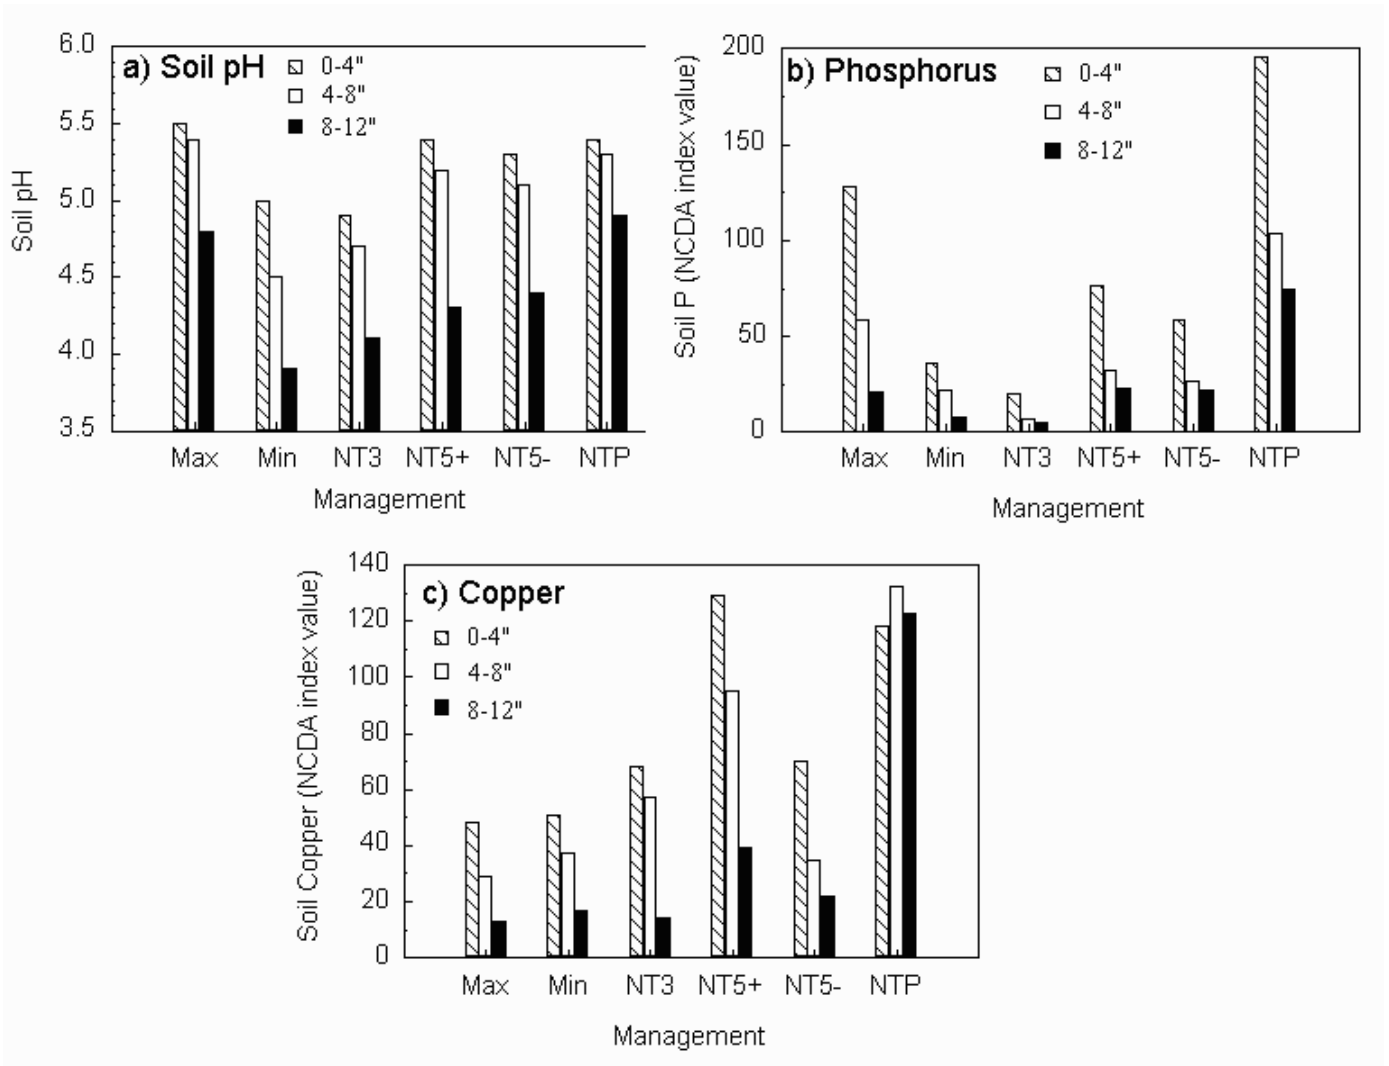 a) Soil pH
0-4"
4-8"
8-12"
6.0
5.5
5.0
4.5
4.0
3.5
Soil pH
Max Min NT3 NT5+ NT5- NTP
Management
b) Phosphorus
0-4"
4-8"
8-12"
200
150
100
50
0
Soil P (NCDA index value)
Max Min NT3 NT5+ NT5- NTP
Management
c) Copper
0-4"
4-8"
8-12"
140
120
100
80
60
40
20
0
Soil Copper (NCDA index value)
Max Min NT3 NT5+ NT5- NTP
Management